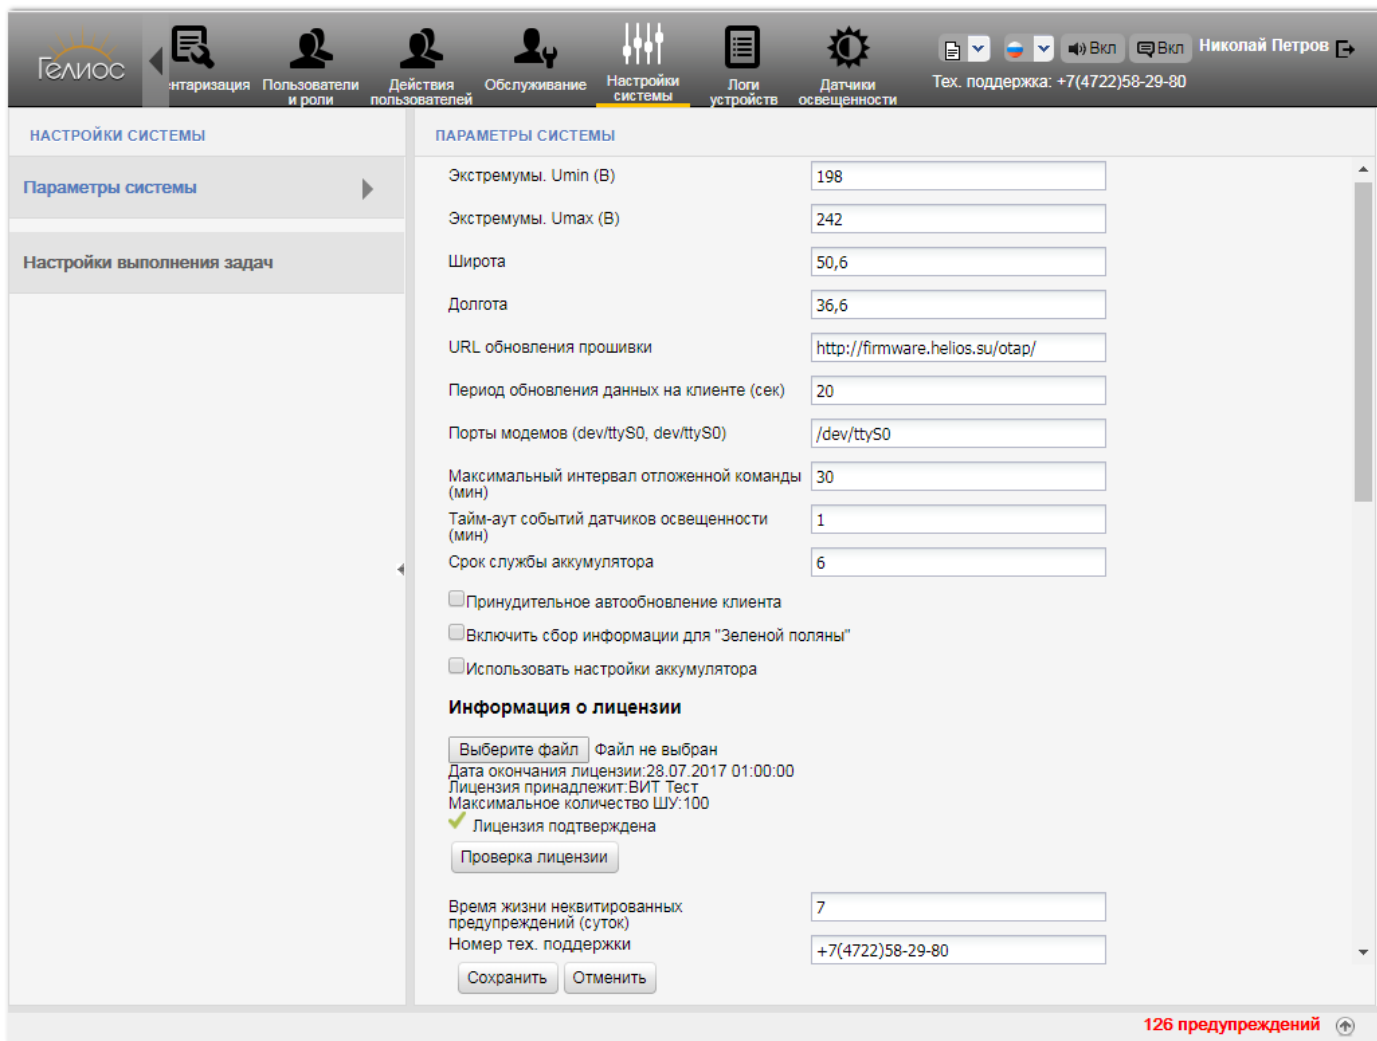 Гелиос
нтаризация
Пользователи
и роли
Действия
пользователей
Обслуживание
Настройки
системы
Логи
устройств
Датчики
освещенности
Вкл
Вкл
Николай Петров
Тех. поддержка: +7(4722)58-29-80
НАСТРОЙКИ СИСТЕМЫ
Параметры системы
Настройки выполнения задач
ПАРАМЕТРЫ СИСТЕМЫ
Экстремумы. Umin (В) 198
Экстремумы. Umax (В) 242
Широта 50,6
Долгота 36,6
URL обновления прошивки http://firmware.helios.su/otap/
Период обновления данных на клиенте (сек) 20
Порты модемов (dev/ttyS0, dev/ttyS0) /dev/ttyS0
Максимальный интервал отложенной команды 30
(мин)
Тайм-аут событий датчиков освещенности 1
(мин)
Срок службы аккумулятора 6
Принудительное автообновление клиента
Включить сбор информации для "Зеленой поляны"
Использовать настройки аккумулятора
Информация о лицензии
Выберите файл Файл не выбран
Дата окончания лицензии:28.07.2017 01:00:00
Лицензия принадлежит:ВИТ Тест
Максимальное количество ШУ:100
Лицензия подтверждена
Проверка лицензии
Время жизни неквитированных 7
предупреждений (суток)
Номер тех. поддержки +7(4722)58-29-80
Сохранить Отменить
126 предупреждений